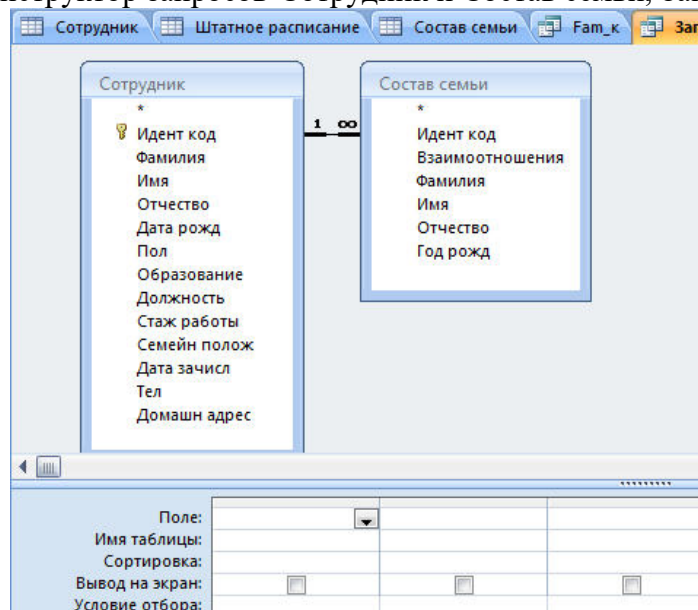 Сотрудник Штатное расписание Состав семьи Fam_к
Сотрудник
*
Идент код
Фамилия
Имя
Отчество
Дата рожд
Пол
Образование
Должность
Стаж работы
Семейн полож
Дата зачисл
Тел
Домашн адрес
1 ∞
Состав семьи
*
Идент код
Взаимоотношения
Фамилия
Имя
Отчество
Год рожд
Поле:
Имя таблицы:
Сортировка:
Вывод на экран:
Условие отбора: